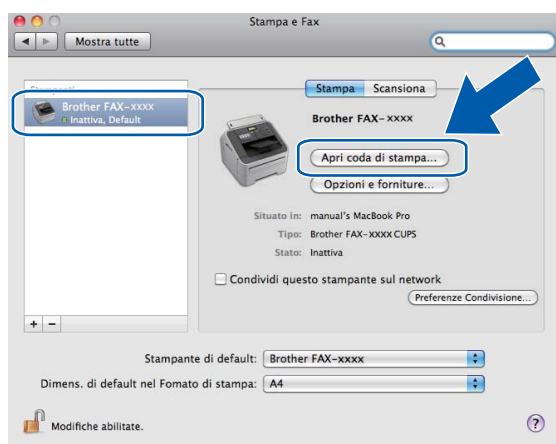 Stampa e Fax
Mostra tutte
Stampa Scansiona
Brother FAX-XXXX
Inattiva, Default
Brother FAX-XXXX
Apri coda di stampa...
Opzioni e forniture...
Situato in: manual's MacBook Pro
Tipo: Brother FAX-XXXX CUPS
Stato: Inattiva
Condividi questo stampante sul network
Preferenze Condivisione...
+ −
Stampante di default: Brother FAX-xxxx
Dimens. di default nel Fomato di stampa: A4
Modifiche abilitate.
?